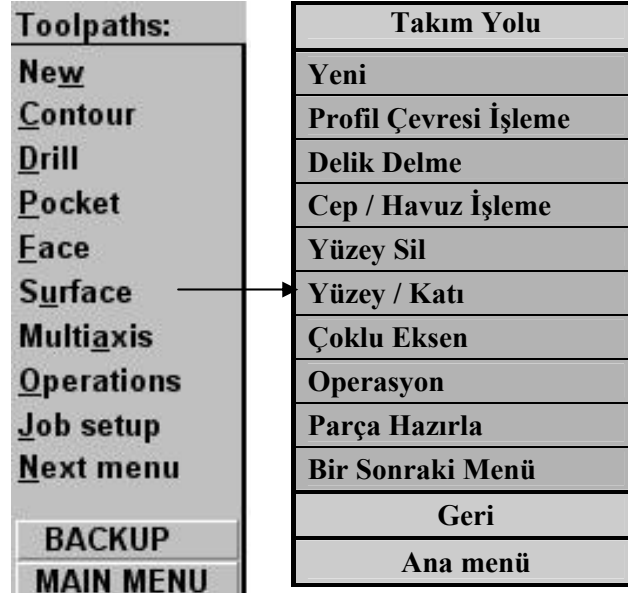 Toolpaths:
New
Contour
Drill
Pocket
Face
Surface
Multiaxis
Operations
Job setup
Next menu
BACKUP
MAIN MENU
Takım Yolu
Yeni
Profil Çevresi İşleme
Delik Delme
Cep / Havuz İşleme
Yüzey Sil
Yüzey / Katı
Çoklu Eksen
Operasyon
Parça Hazırla
Bir Sonraki Menü
Geri
Ana menü